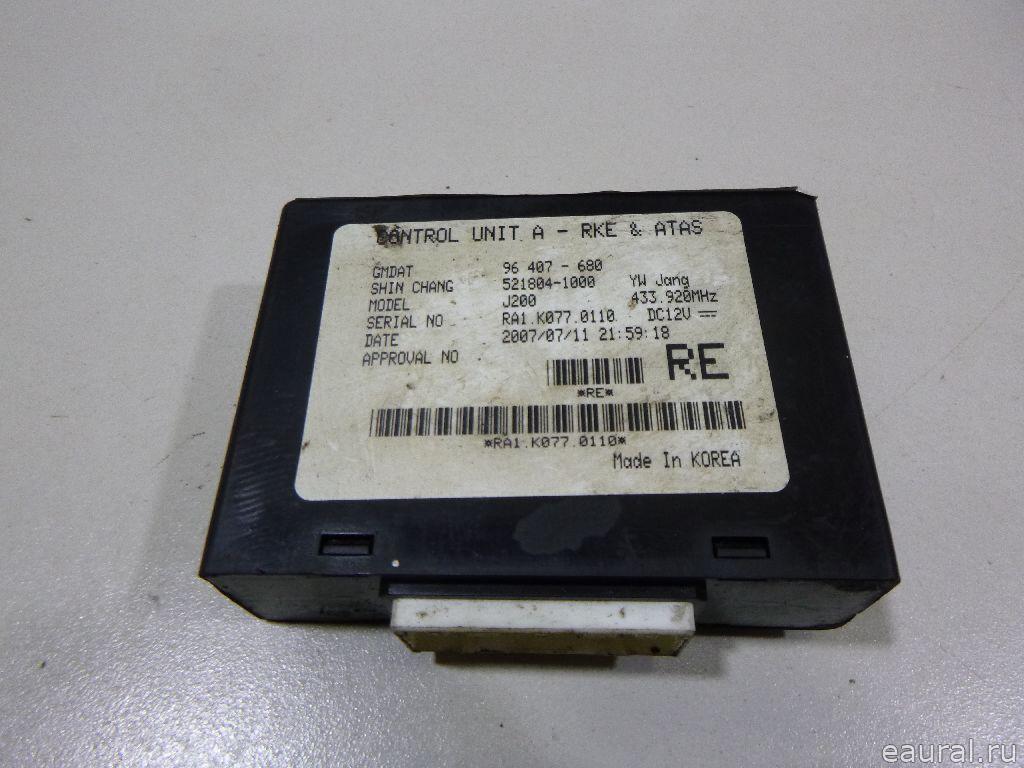 CONTROL UNIT A - RKE & ATAS
GMDAT 96 407 - 680
SHIN CHANG 521804-1000 YW Jang
MODEL J200 433.920MHz
SERIAL NO RA1.K077.0110 DC12V
DATE 2007/07/11 21:59:18
APPROVAL NO
RE
*RE*
*RA1.K077.0110*
Made In KOREA
eaural.ru